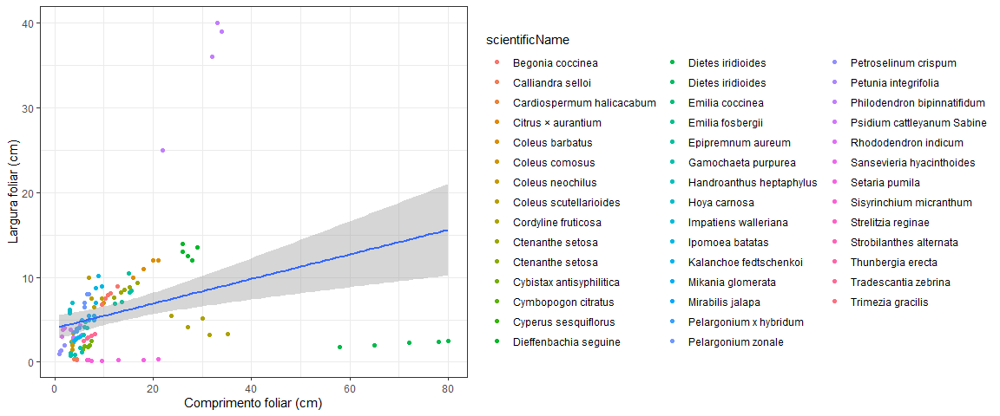 40
30
20
10
0
Largura foliar (cm)
0 20 40 60 80
Comprimento foliar (cm)
scientificName
Begonia coccinea
Calliandra selloi
Cardiospermum halicacabum
Citrus × aurantium
Coleus barbatus
Coleus comosus
Coleus neochilus
Coleus scutellarioides
Cordyline fruticosa
Ctenanthe setosa
Ctenanthe setosa
Cybistax antisyphilitica
Cymbopogon citratus
Cyperus sesquiflorus
Dieffenbachia seguine
Dietes iridioides
Dietes iridioides
Emilia coccinea
Emilia fosbergii
Epipremnum aureum
Gamochaeta purpurea
Handroanthus heptaphylus
Hoya carnosa
Impatiens walleriana
Ipomoea batatas
Kalanchoe fedtschenkoi
Mikania glomerata
Mirabilis jalapa
Pelargonium x hybridum
Pelargonium zonale
Petroselinum crispum
Petunia integrifolia
Philodendron bipinnatifidum
Psidium cattleyanum Sabine
Rhododendron indicum
Sansevieria hyacinthoides
Setaria pumila
Sisyrinchium micranthum
Strelitzia reginae
Strobilanthes alternata
Thunbergia erecta
Tradescantia zebrina
Trimezia gracilis